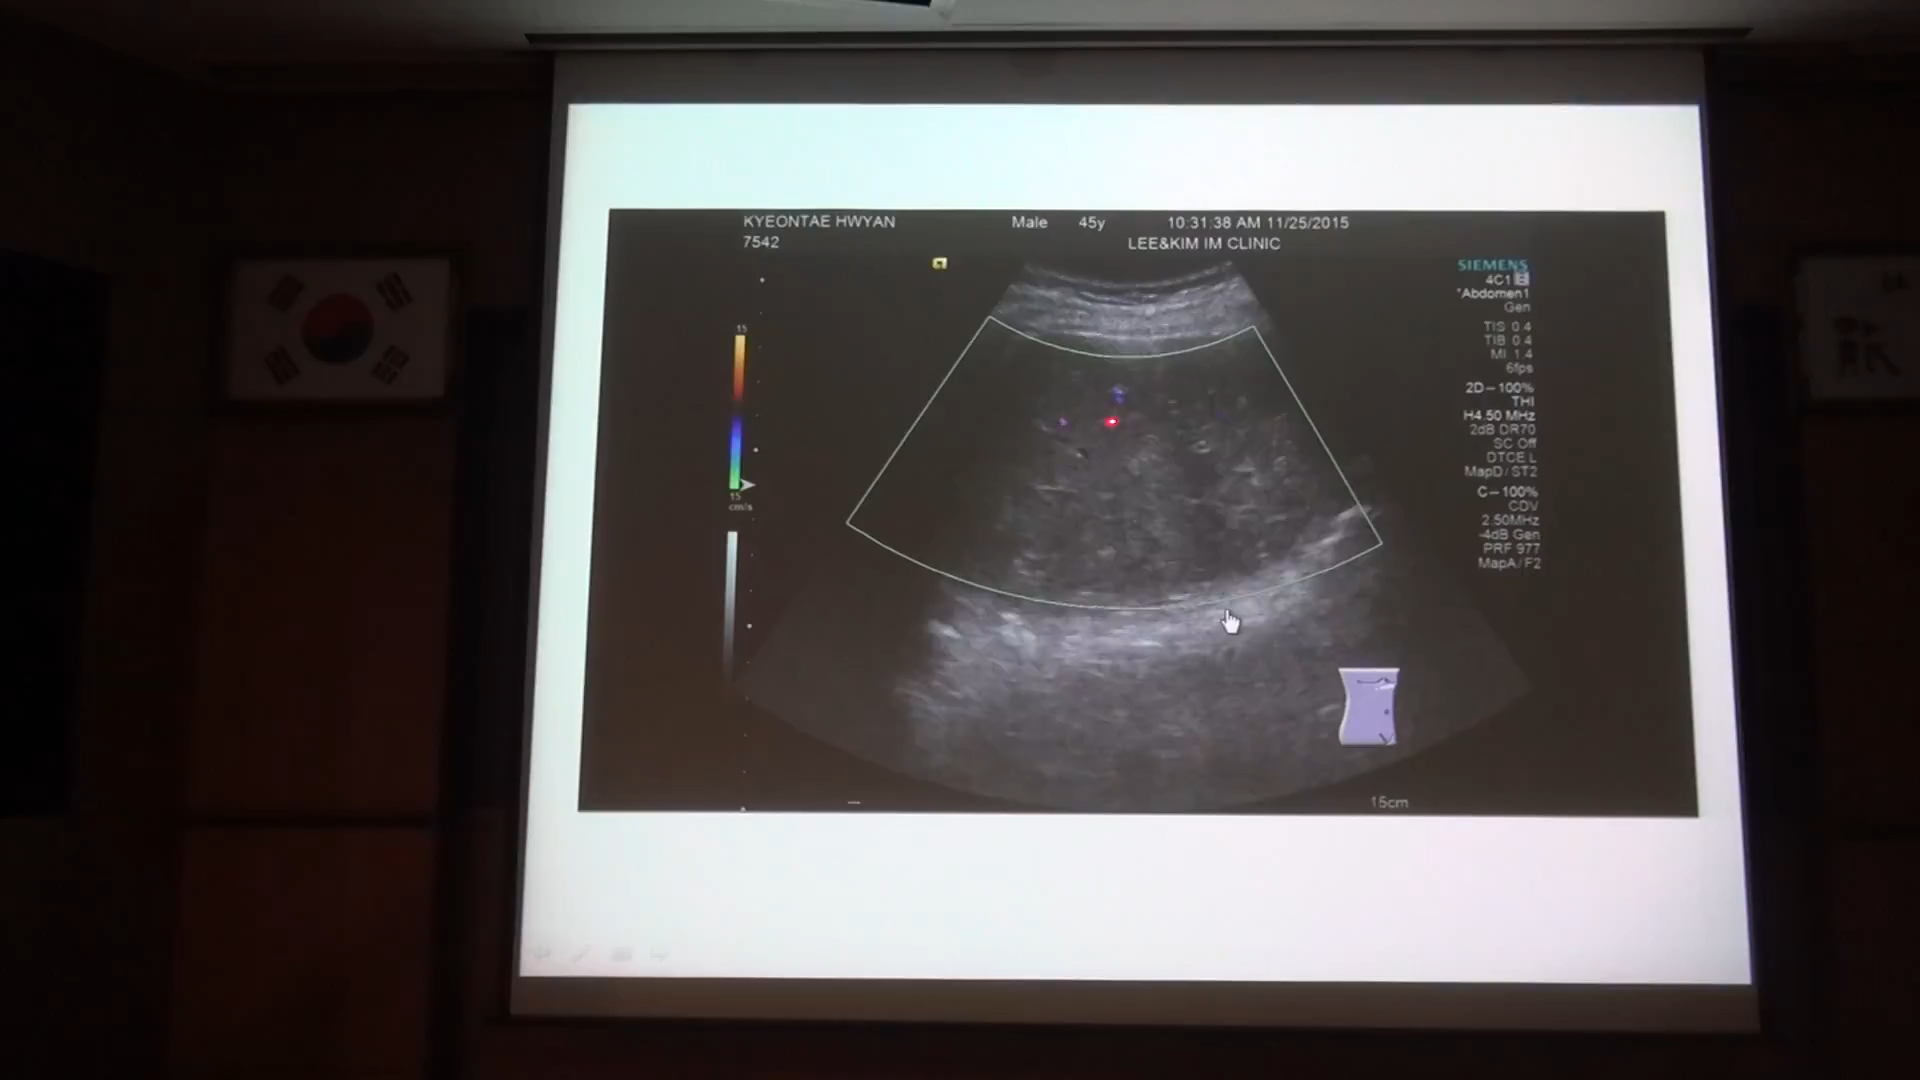 KYEONTAE HWYAN Male 45y 10:31:38 AM 11/25/2015
7542 LEE&KIM IM CLINIC
SIEMENS
4C1
*Abdomen1
Gen
TIS 0.4
TIB 0.4
MI 1.4
6fps
2D-100%
THI
H4.50 MHz
2dB DR70
SC Off
DTCE L
MapD/ST2
C-100%
CDV
2.50MHz
-4dB Gen
PRF 977
MapA/F2
15
15
cm/s
15cm
龍